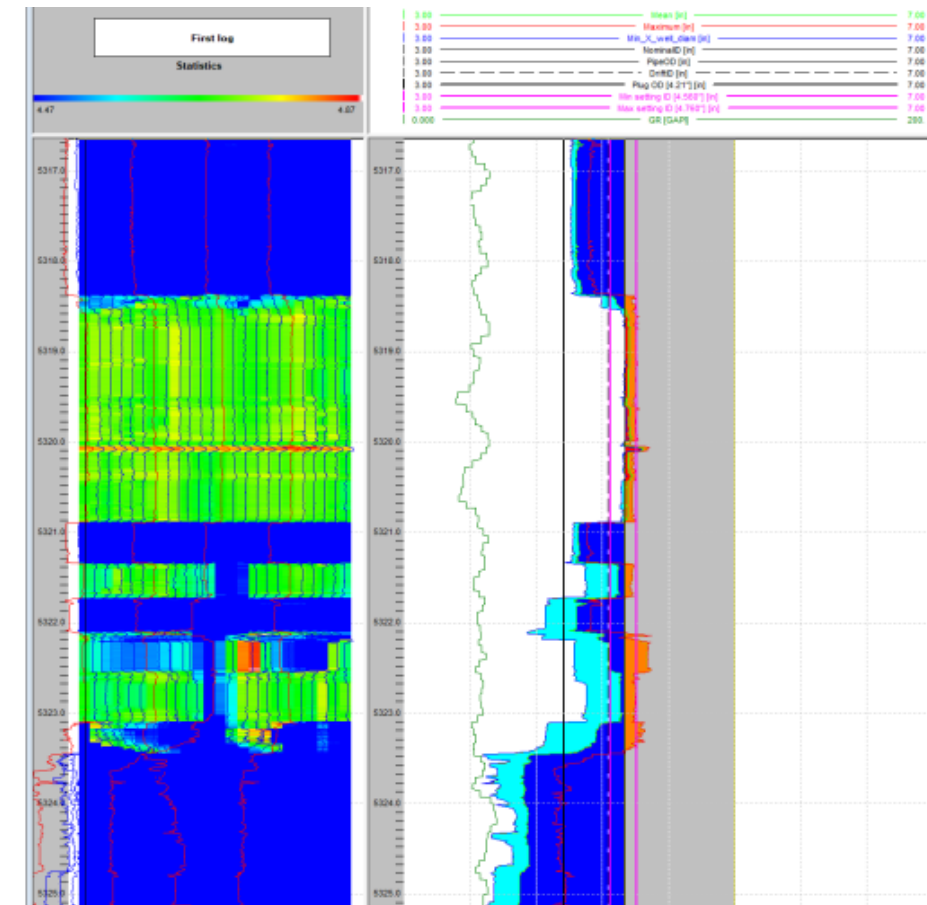 First log
Statistics
4.47 4.87
3.00 Mean [in] 7.00
3.00 Maximum [in] 7.00
3.00 Min_X_well_diam [in] 7.00
3.00 NominalID [in] 7.00
3.00 PipeOD [in] 7.00
3.00 DriftID [in] 7.00
3.00 Plug OD [4.21"] [in] 7.00
3.00 Min setting ID [4.560"] [in] 7.00
3.00 Max setting ID [4.760"] [in] 7.00
0.000 GR [GAPI] 200.
5317.0 5317.0
5318.0 5318.0
5319.0 5319.0
5320.0 5320.0
5321.0 5321.0
5322.0 5322.0
5323.0 5323.0
5324.0 5324.0
5325.0 5325.0